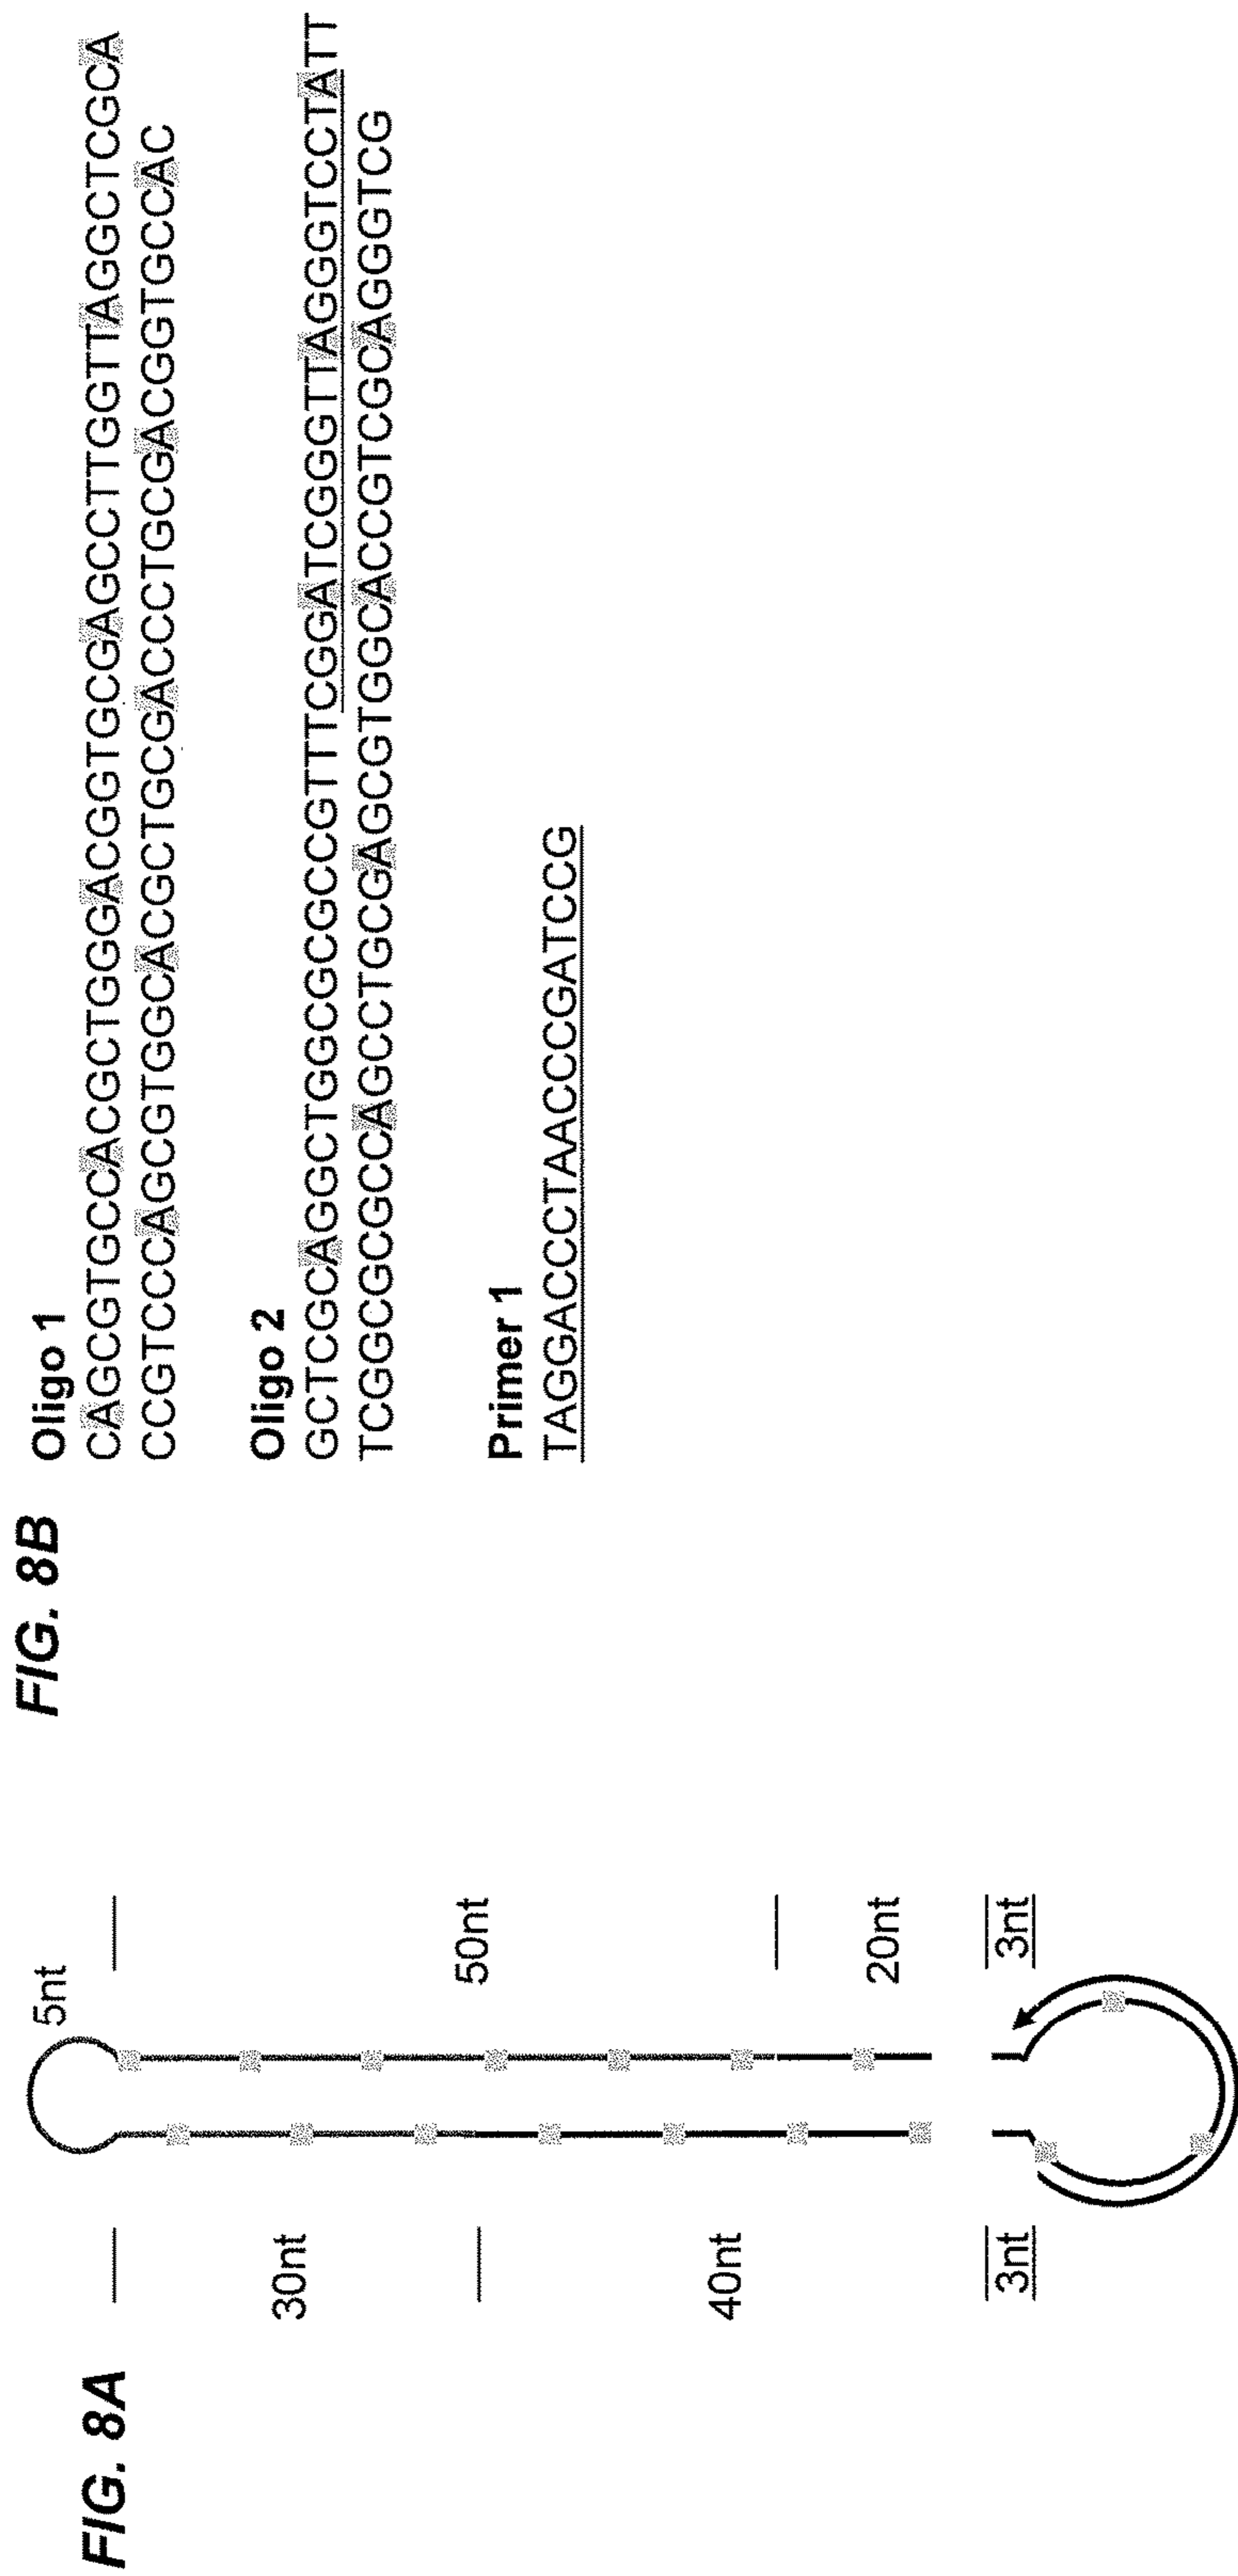 FIG. 8A
5nt
30nt
50nt
40nt
20nt
3nt
3nt
FIG. 8B
Oligo 1
CAGCGTGCCACGCTGGGACGGTGCGAGCCTTGGTTAGGCTCGCA
CCGTCCCAGCGTGGCACGCTGCGACCCTGCGACGGTGCCAC
Oligo 2
GCTCGCAGGCTGGCGCGCCGTTTCGGATCGGGTTAGGGTCCTATT
TCGGCGCGCCAGCCTGCGAGCGTGGCACCGTCGCAGGGTCG
Primer 1
TAGGACCCTAACCCGATCCG